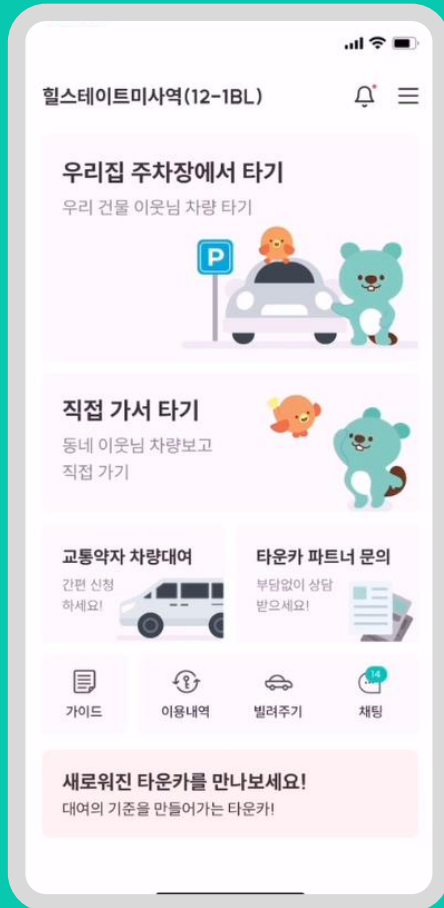 힐스테이트미사역(12-1BL)
우리집 주차장에서 타기
우리 건물 이웃님 차량 타기
P
직접 가서 타기
동네 이웃님 차량보고
직접 가기
교통약자 차량대여
간편 신청
하세요!
타운카 파트너 문의
부담없이 상담
받으세요!
14
가이드
이용내역
빌려주기
채팅
새로워진 타운카를 만나보세요!
대여의 기준을 만들어가는 타운카!